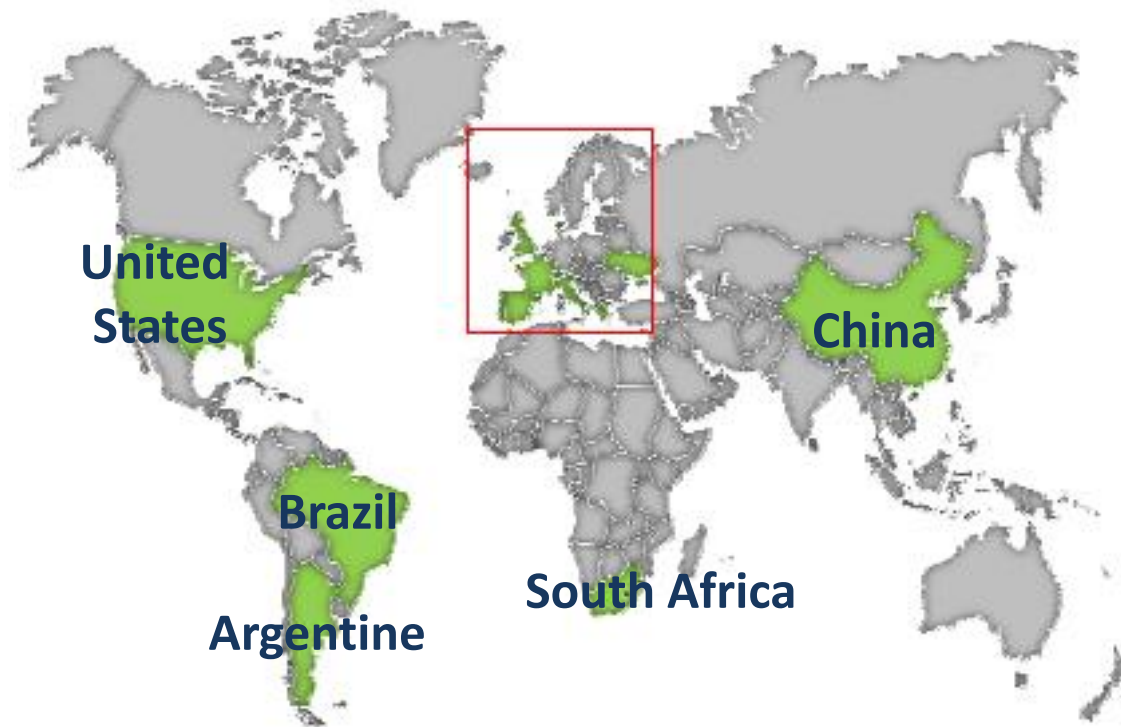 United
States
China
Brazil
South Africa
Argentine